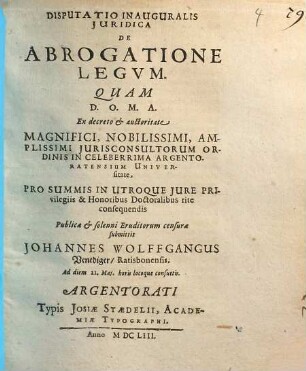 DISPUTATIO INAUGURALIS
JURIDICA
DE
ABROGATIONE
LEGVM.
QUAM
D. O. M. A.
Ex decreto & auctoritate
MAGNIFICI, NOBILISSIMI, AM-
PLISSIMI JURISCONSULTORUM OR-
DINIS IN CELEBERRIMA ARGENTO-
RATENSIUM UNIVER-
sitate.
PRO SUMMIS IN UTROQUE JURE PRI-
vilegiis & Honoribus Doctoralibus rite
consequendis
Publicæ & solenni Eruditorum censuræ
submittit
JOHANNES WOLFFGANGUS
Vendiger/ Ratisbonensis.
Ad diem 21. Maj. horis locoque consuetis.
ARGENTORATI
Typis JOSIÆ STÆDELII, ACADE-
MIÆ TYPOGRAPHI.
Anno M DC LIII.
4